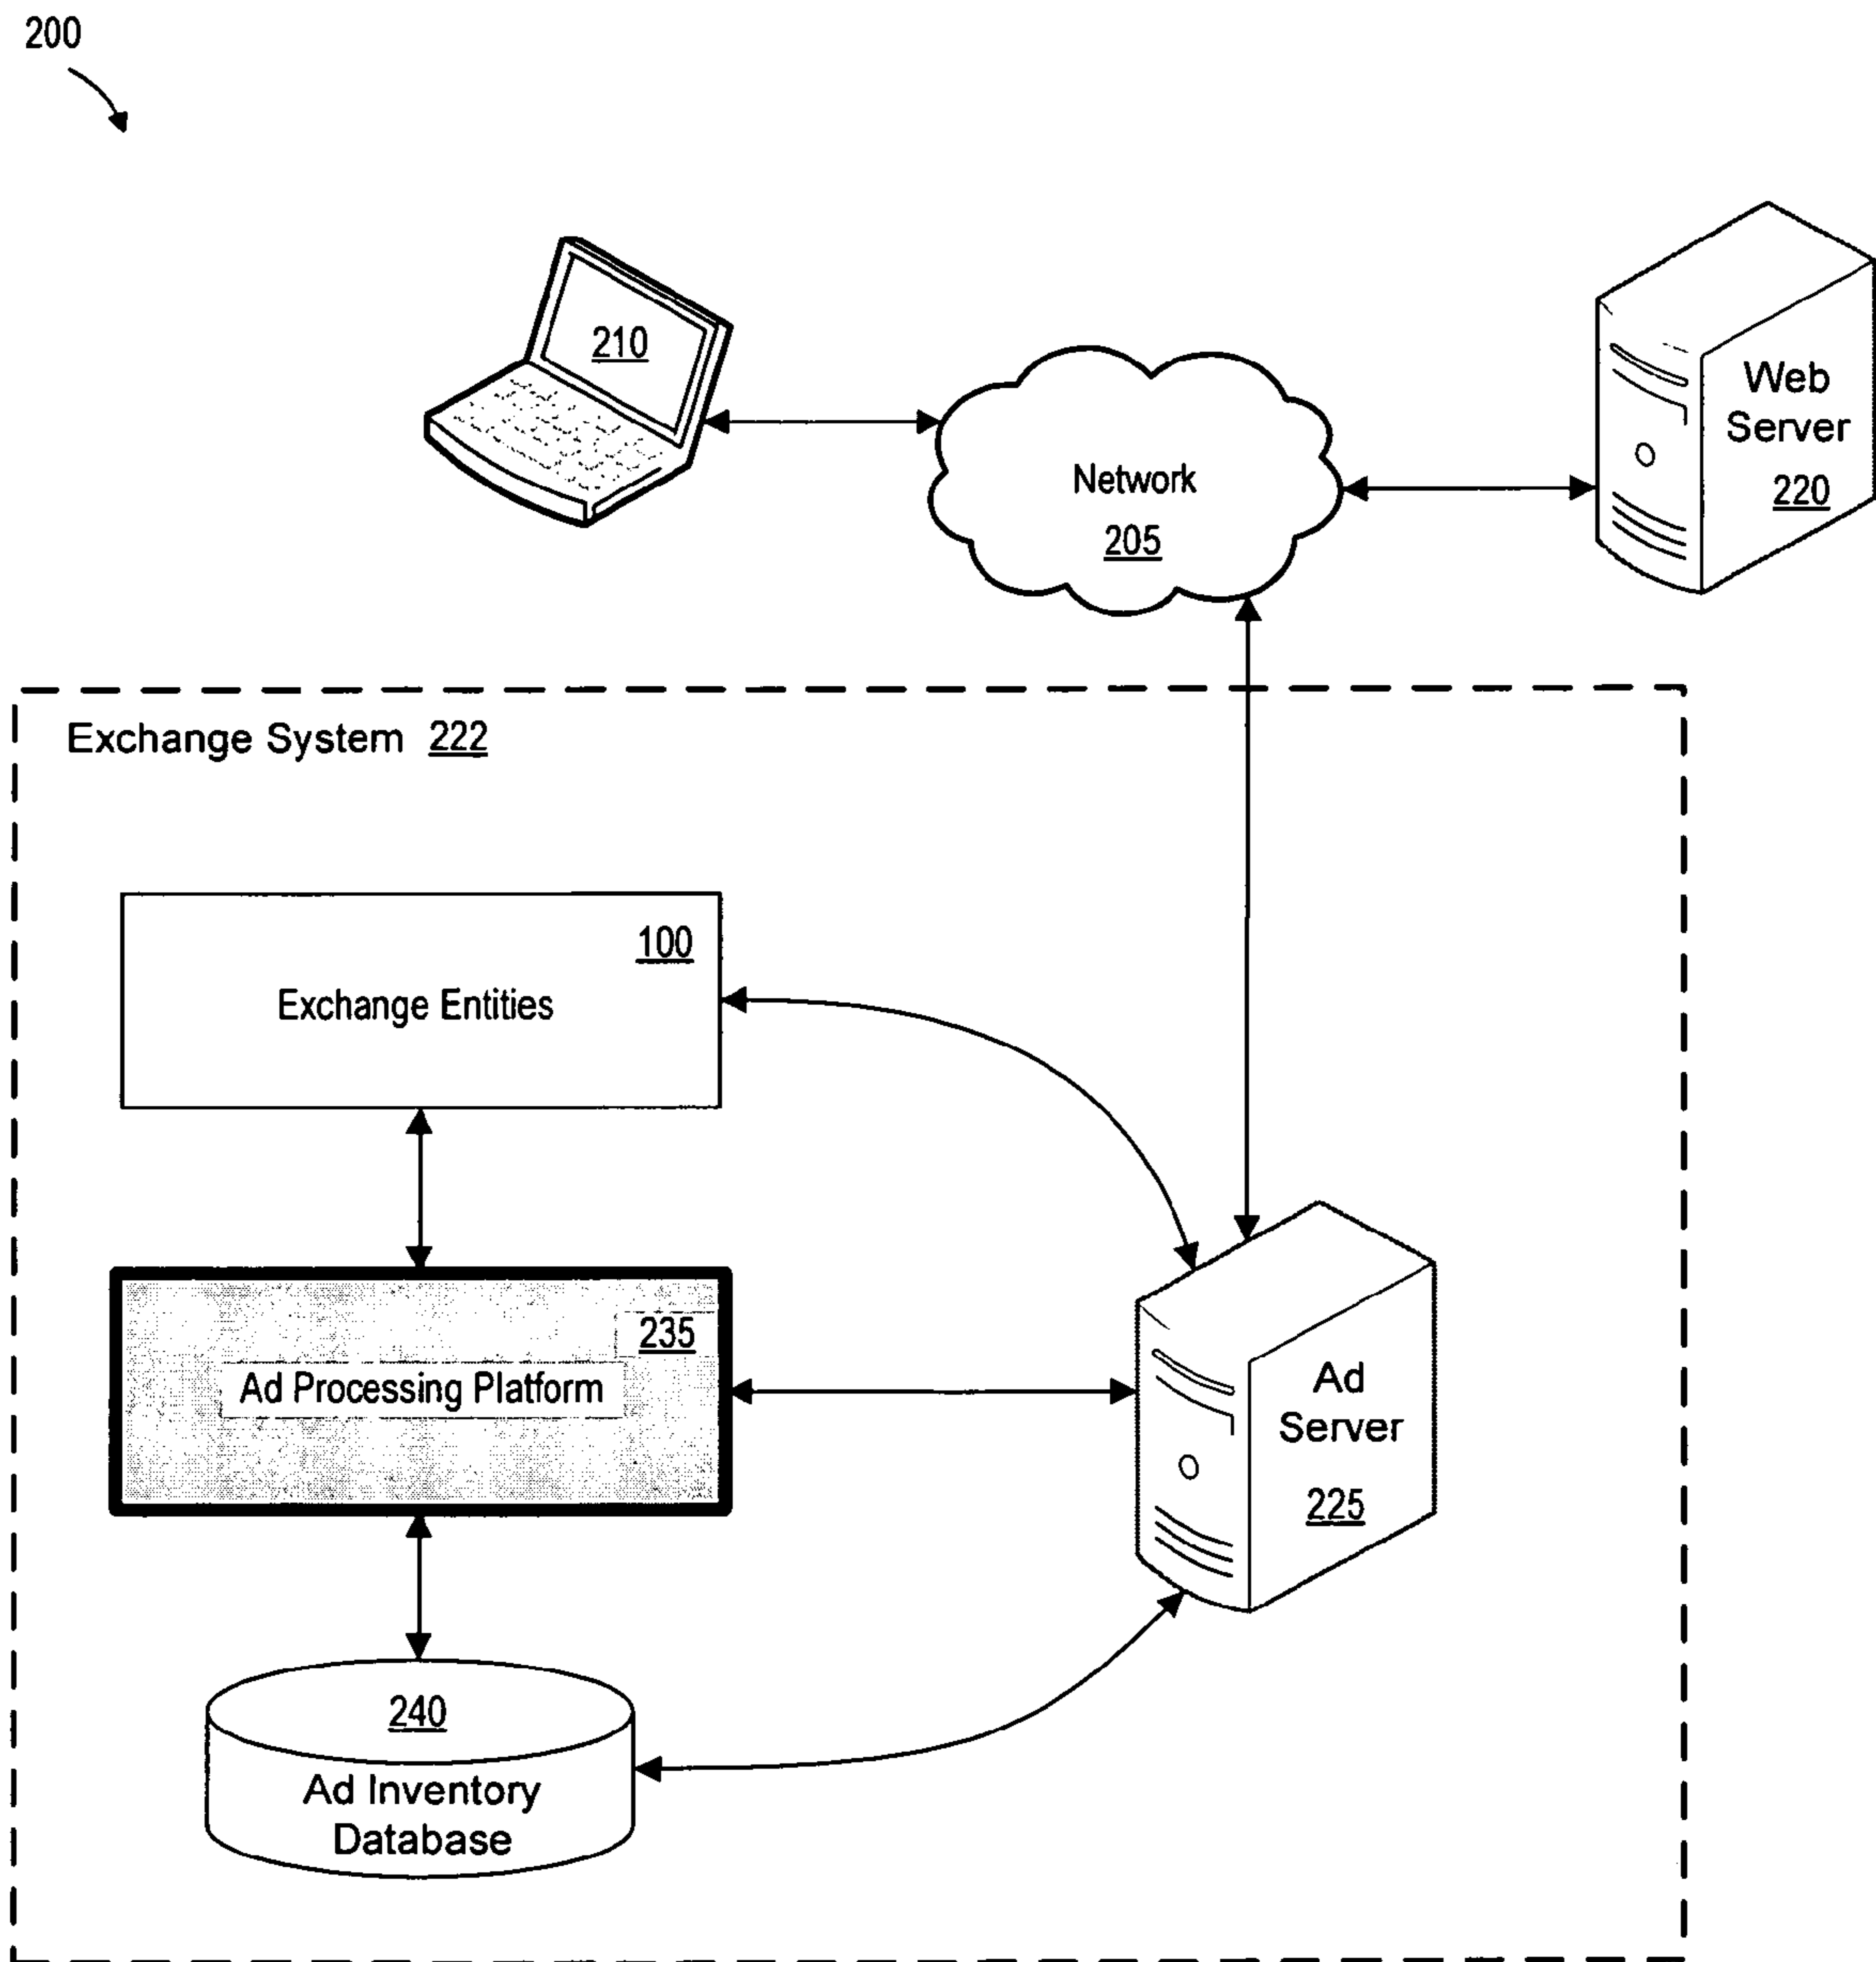 200
210
Network
205
Web
Server
220
Exchange System 222
100
Exchange Entities
235
Ad Processing Platform
Ad
Server
225
240
Ad Inventory
Database